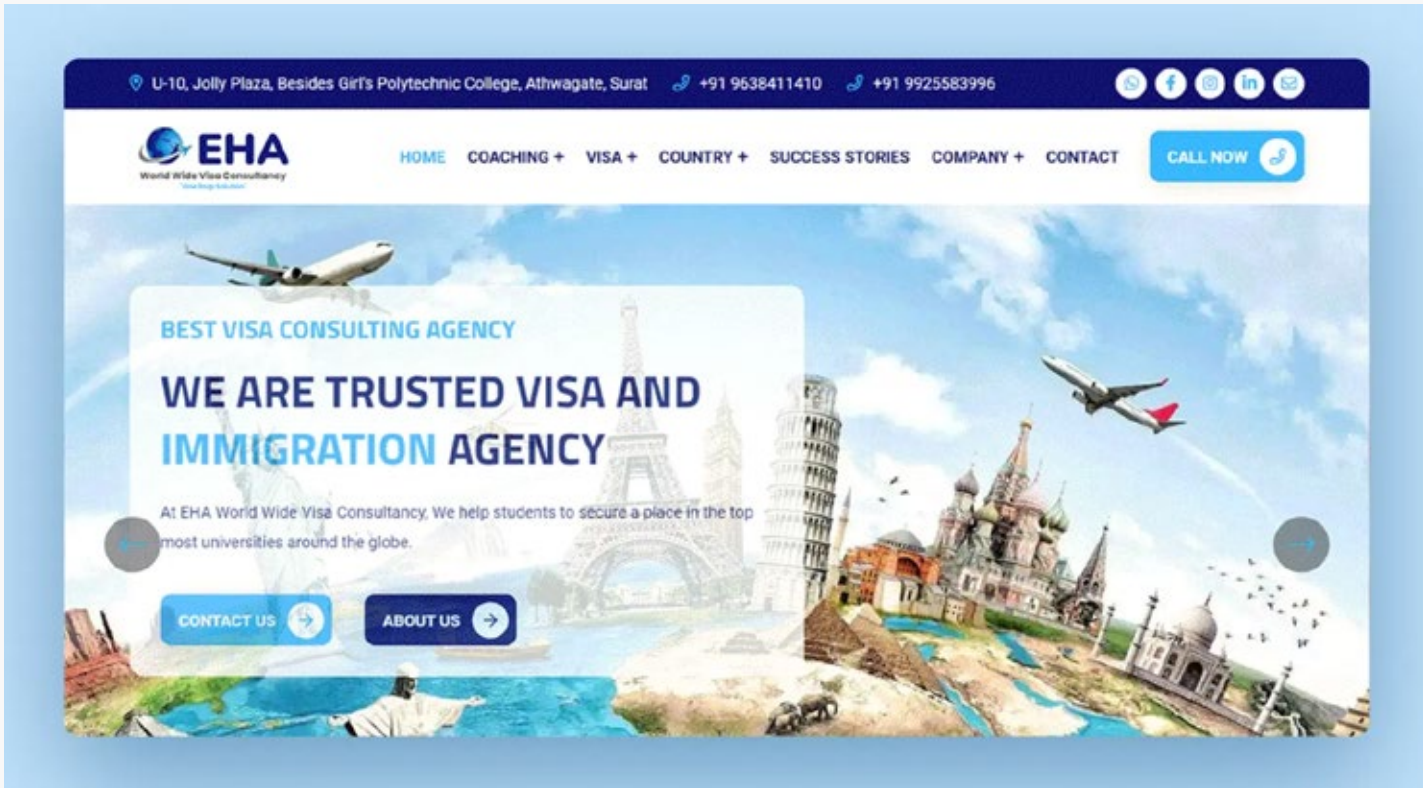 U-10, Jolly Plaza, Besides Girl's Polytechnic College, Athwagate, Surat +91 9638411410 +91 9925583996
EHA
World Wide Visa Consultancy
HOME COACHING + VISA + COUNTRY + SUCCESS STORIES COMPANY + CONTACT CALL NOW
BEST VISA CONSULTING AGENCY
WE ARE TRUSTED VISA AND
IMMIGRATION AGENCY
At EHA World Wide Visa Consultancy, We help students to secure a place in the top
most universities around the globe.
CONTACT US ABOUT US